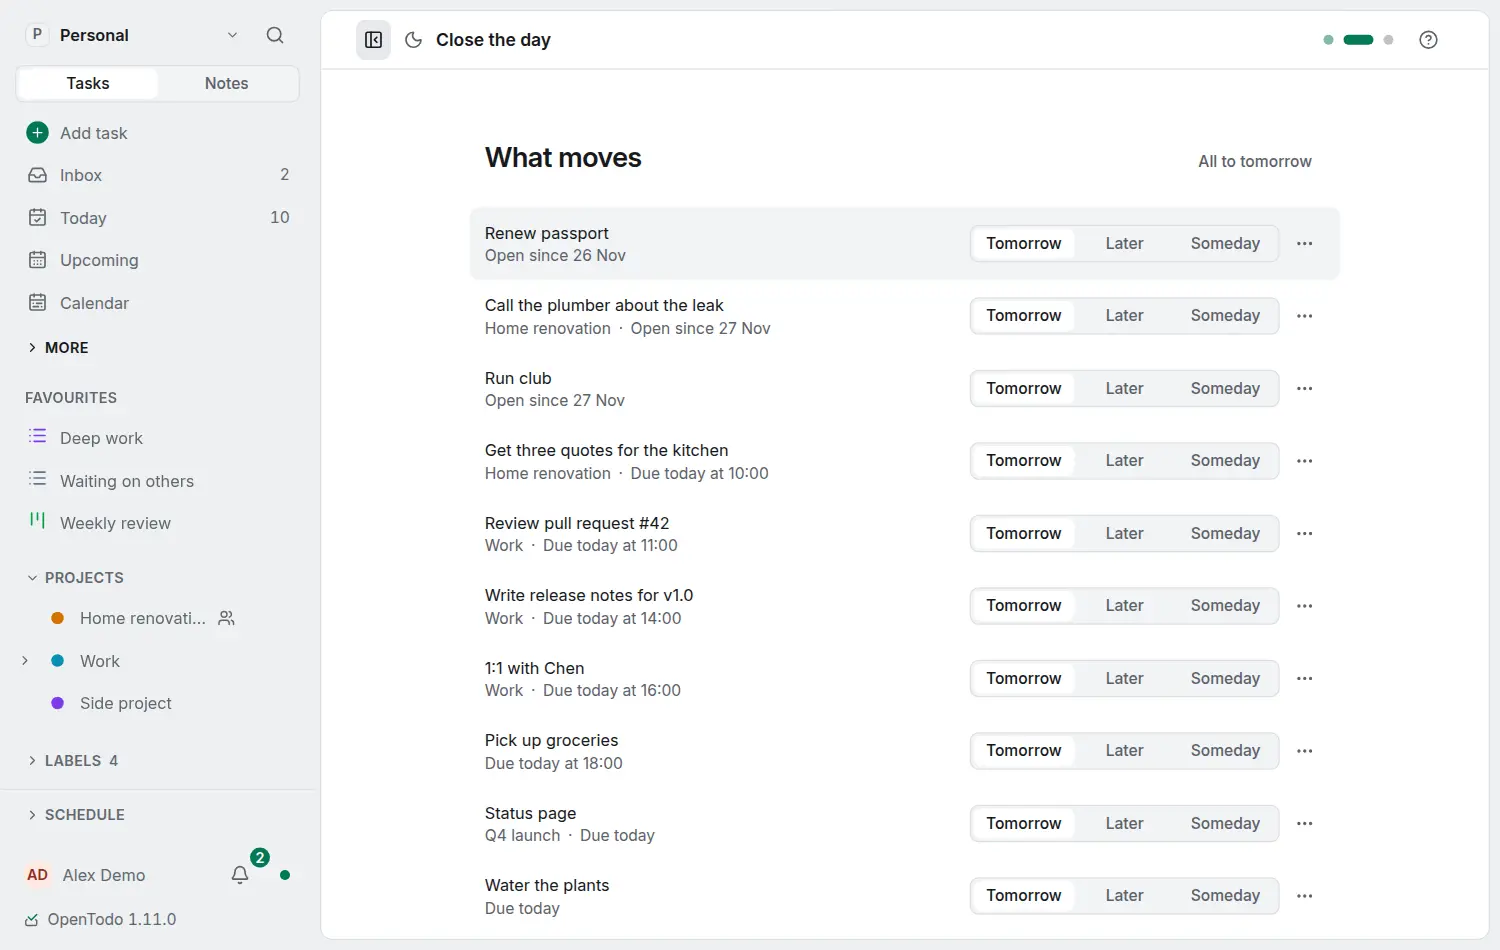 P Personal
Tasks Notes
Add task
Inbox 2
Today 10
Upcoming
Calendar
MORE
FAVOURITES
Deep work
Waiting on others
Weekly review
PROJECTS
Home renovati...
Work
Side project
LABELS 4
SCHEDULE
2
AD Alex Demo
OpenTodo 1.11.0
Close the day
What moves All to tomorrow
Renew passport
Open since 26 Nov
Tomorrow Later Someday
Call the plumber about the leak
Home renovation · Open since 27 Nov
Tomorrow Later Someday
Run club
Open since 27 Nov
Tomorrow Later Someday
Get three quotes for the kitchen
Home renovation · Due today at 10:00
Tomorrow Later Someday
Review pull request #42
Work · Due today at 11:00
Tomorrow Later Someday
Write release notes for v1.0
Work · Due today at 14:00
Tomorrow Later Someday
1:1 with Chen
Work · Due today at 16:00
Tomorrow Later Someday
Pick up groceries
Due today at 18:00
Tomorrow Later Someday
Status page
Q4 launch · Due today
Tomorrow Later Someday
Water the plants
Due today
Tomorrow Later Someday